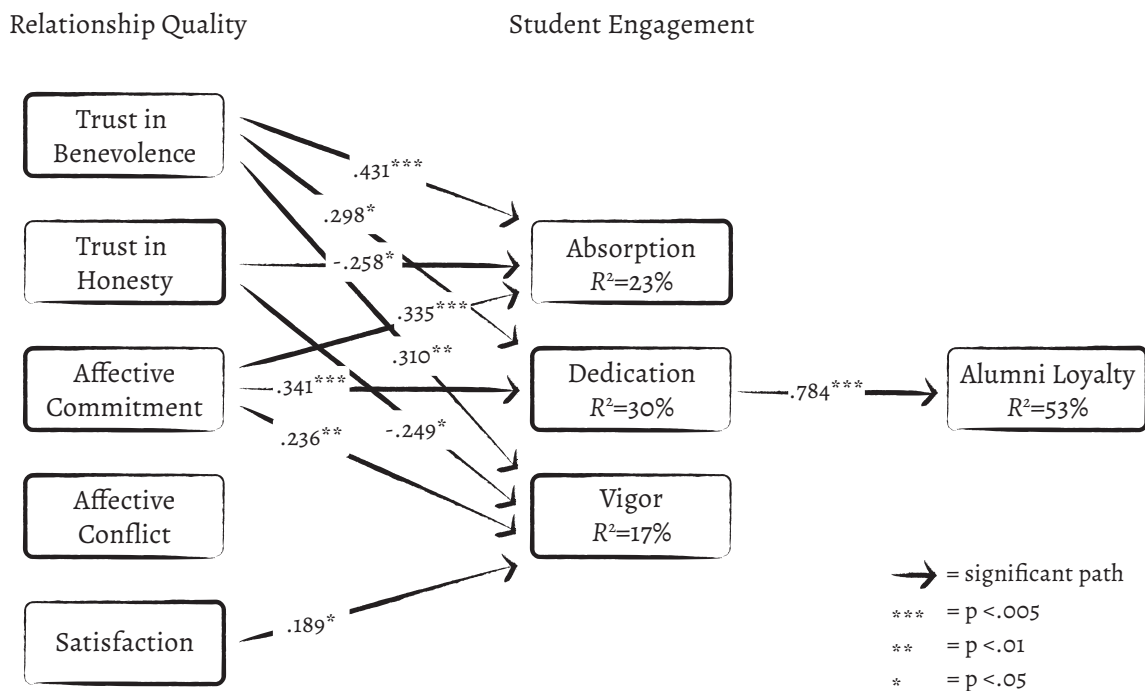 Relationship Quality
Student Engagement
Trust in
Benevolence
Trust in
Honesty
Affective
Commitment
Affective
Conflict
Satisfaction
.431***
.298*
-.258*
.335***
.310**
.341***
-.249*
.236**
.189*
Absorption
R²=23%
Dedication
R²=30%
Vigor
R²=17%
.784***
Alumni Loyalty
R²=53%
= significant path
*** = p <.005
** = p <.01
* = p <.05